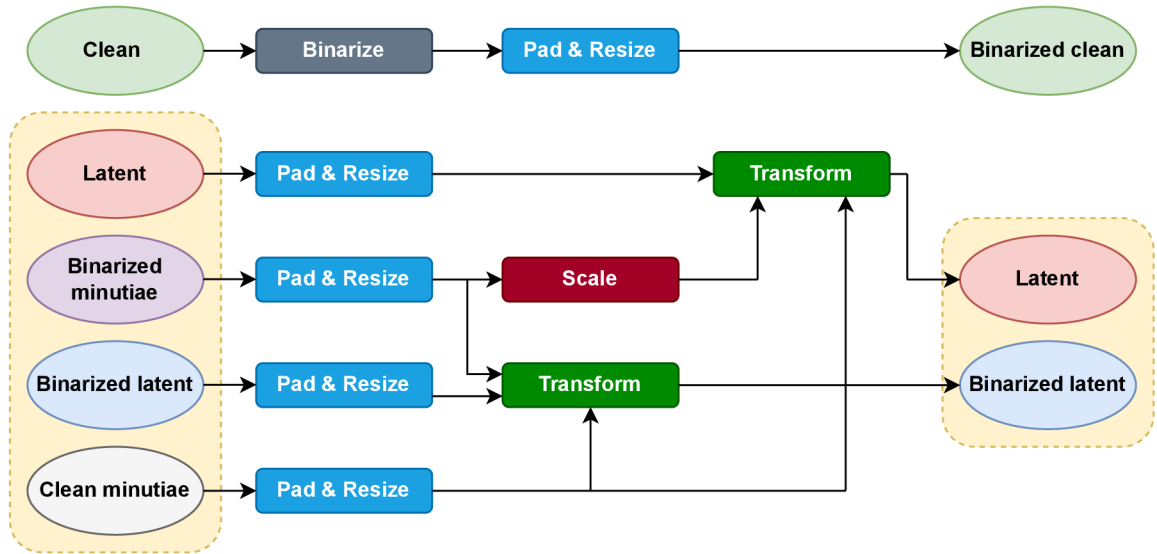 Clean
Binarize
Pad & Resize
Binarized clean
Latent
Pad & Resize
Transform
Binarized
minutiae
Pad & Resize
Scale
Latent
Binarized latent
Pad & Resize
Transform
Binarized latent
Clean minutiae
Pad & Resize